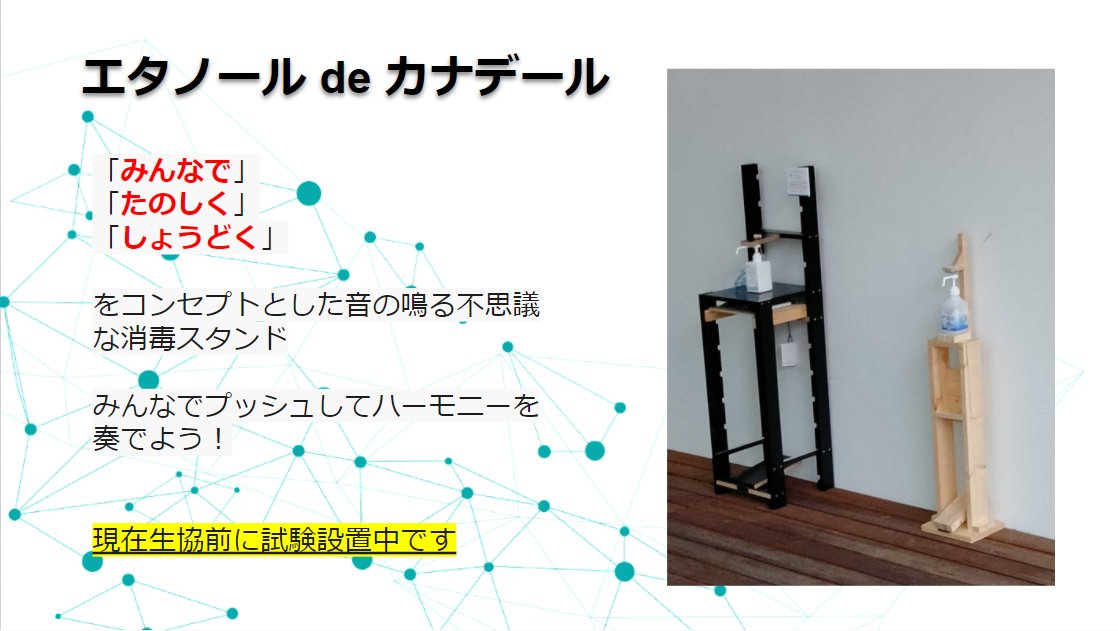 エタノール de カナデール
「みんなで」
「たのしく」
「しょうどく」
をコンセプトとした音の鳴る不思議
な消毒スタンド
みんなでプッシュしてハーモニーを
奏でよう！
現在生協前に試験設置中です